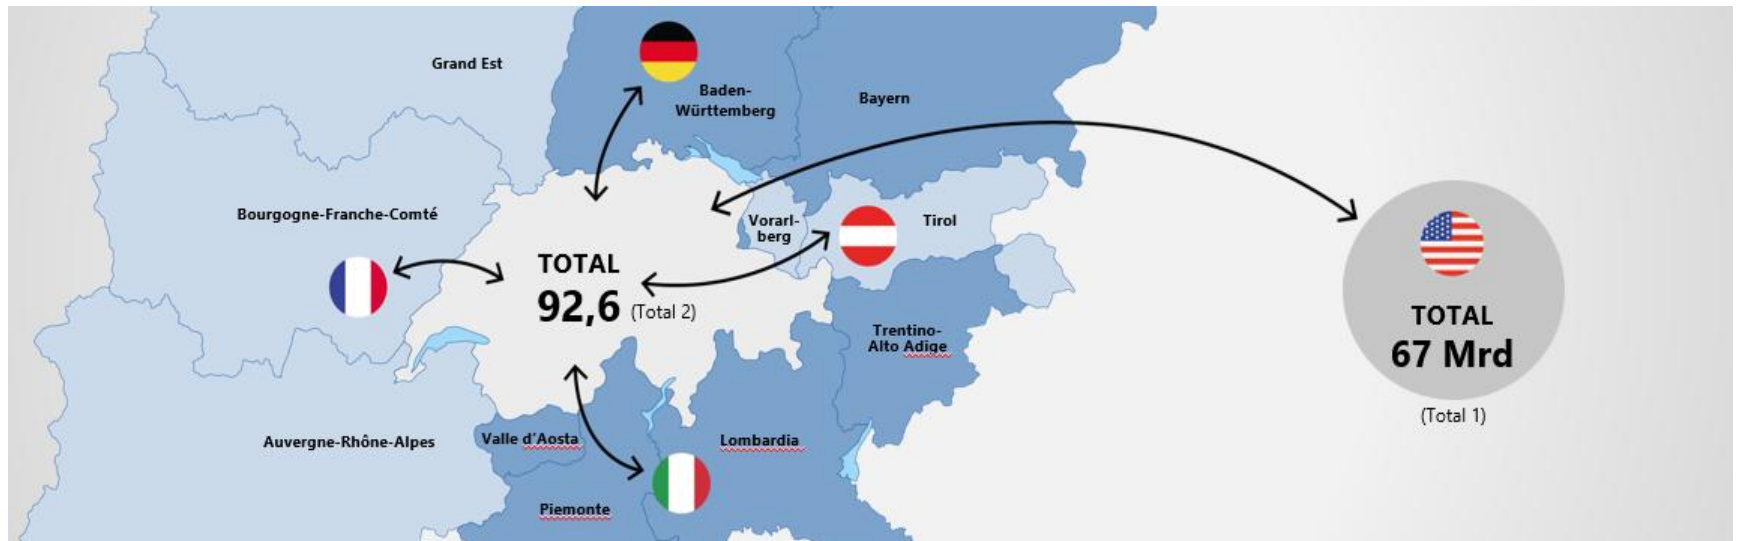 Grand Est
Baden-
Württemberg
Bayern
Bourgogne-Franche-Comté
Vorarl-
berg
Tirol
TOTAL
92,6 (Total 2)
Trentino-
Alto Adige
TOTAL
67 Mrd
(Total 1)
Auvergne-Rhône-Alpes
Valle d'Aosta
Lombardia
Piemonte